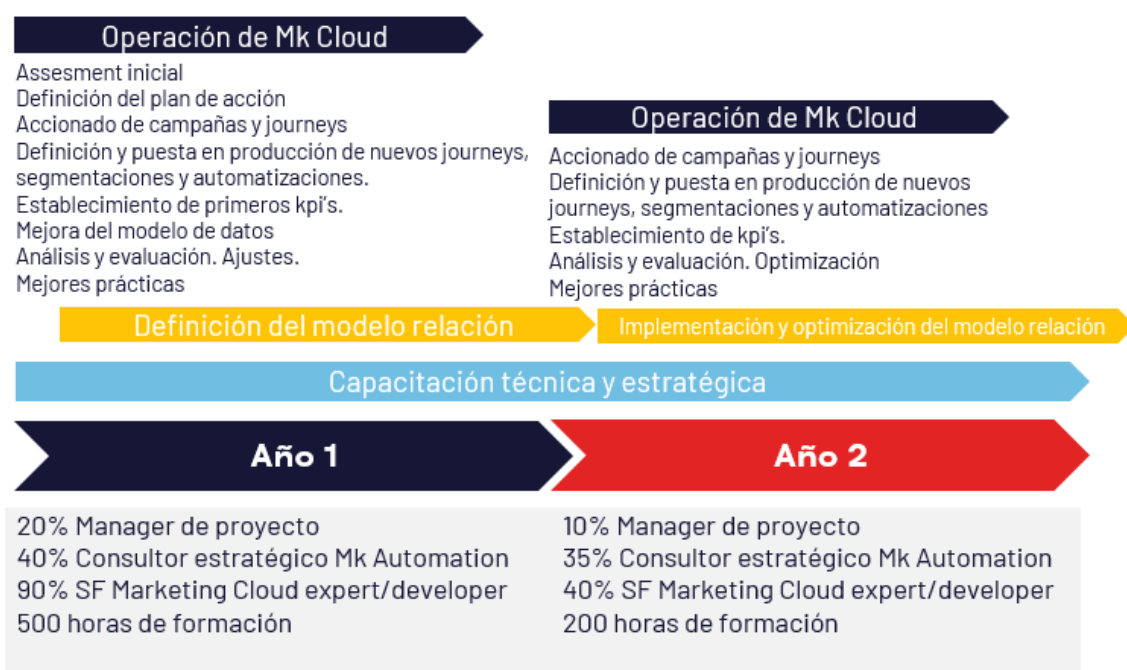 Operación de Mk Cloud
Assesment inicial
Definición del plan de acción
Accionado de campañas y journeys
Definición y puesta en producción de nuevos journeys,
segmentaciones y automatizaciones.
Establecimiento de primeros kpi's.
Mejora del modelo de datos
Análisis y evaluación. Ajustes.
Mejores prácticas
Operación de Mk Cloud
Accionado de campañas y journeys
Definición y puesta en producción de nuevos
journeys, segmentaciones y automatizaciones
Establecimiento de kpi's.
Análisis y evaluación. Optimización
Mejores prácticas
Definición del modelo relación
Implementación y optimización del modelo relación
Capacitación técnica y estratégica
Año 1
Año 2
20% Manager de proyecto
40% Consultor estratégico Mk Automation
90% SF Marketing Cloud expert/developer
500 horas de formación
10% Manager de proyecto
35% Consultor estratégico Mk Automation
40% SF Marketing Cloud expert/developer
200 horas de formación